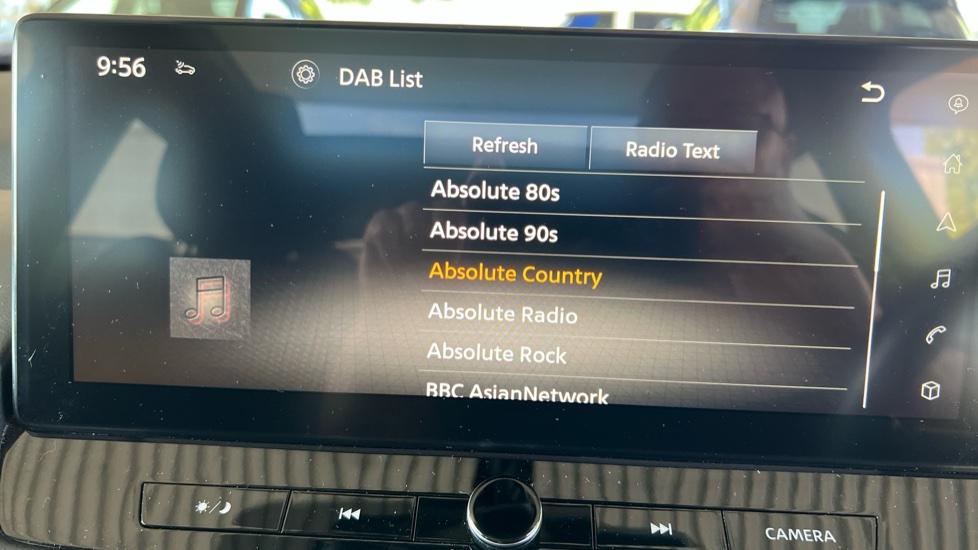 9:56
DAB List
Refresh
Radio Text
Absolute 80s
Absolute 90s
Absolute Country
Absolute Radio
Absolute Rock
BBC AsianNetwork
CAMERA